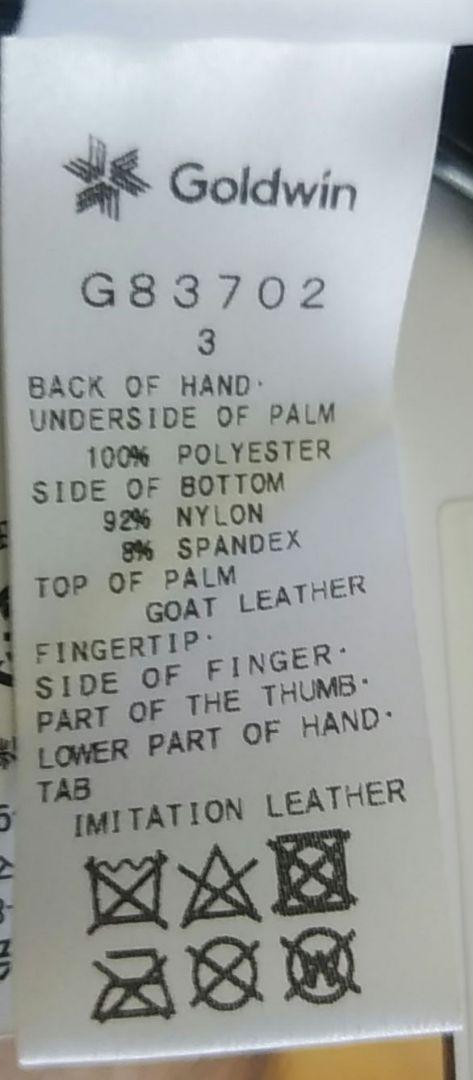 Goldwin
G83702
3
BACK OF HAND·
UNDERSIDE OF PALM
100% POLYESTER
SIDE OF BOTTOM
92% NYLON
8% SPANDEX
TOP OF PALM
GOAT LEATHER
FINGERTIP·
SIDE OF FINGER·
PART OF THE THUMB·
LOWER PART OF HAND·
TAB
IMITATION LEATHER
W